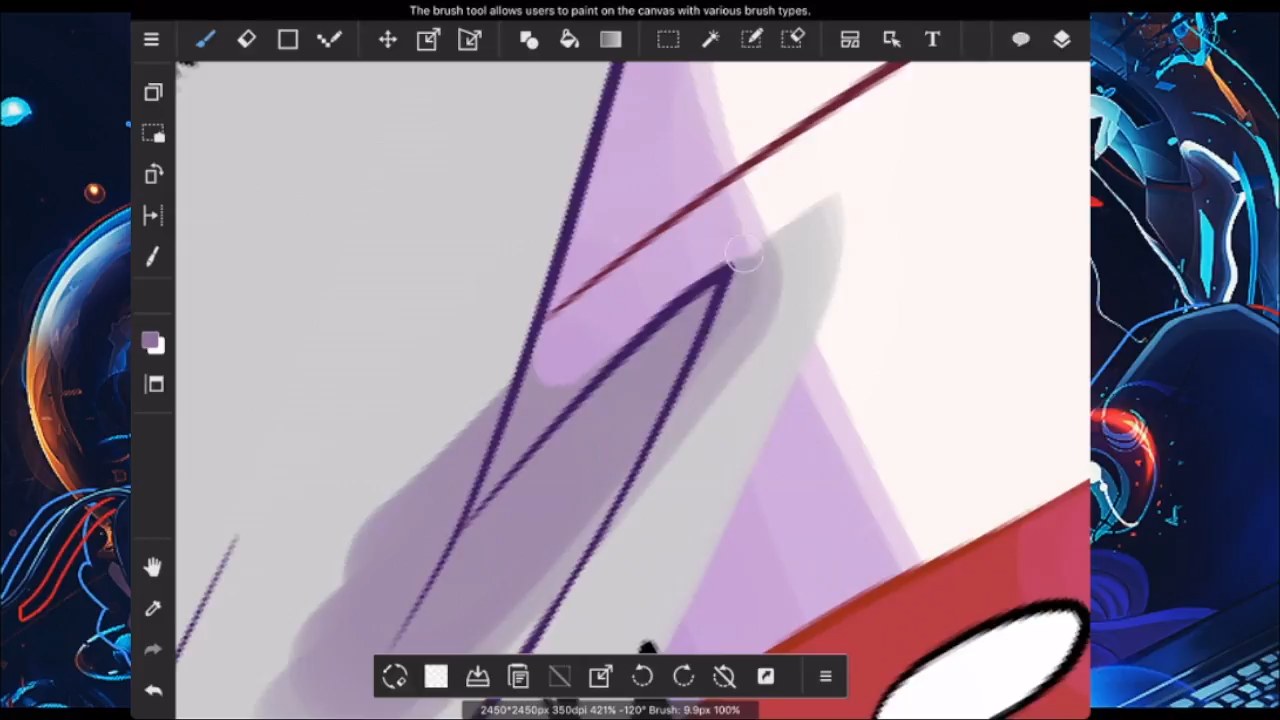 The brush tool allows users to paint on the canvas with various brush types.
T
2450*2450px 350dpi 421% -120° Brush: 9.9px 100%